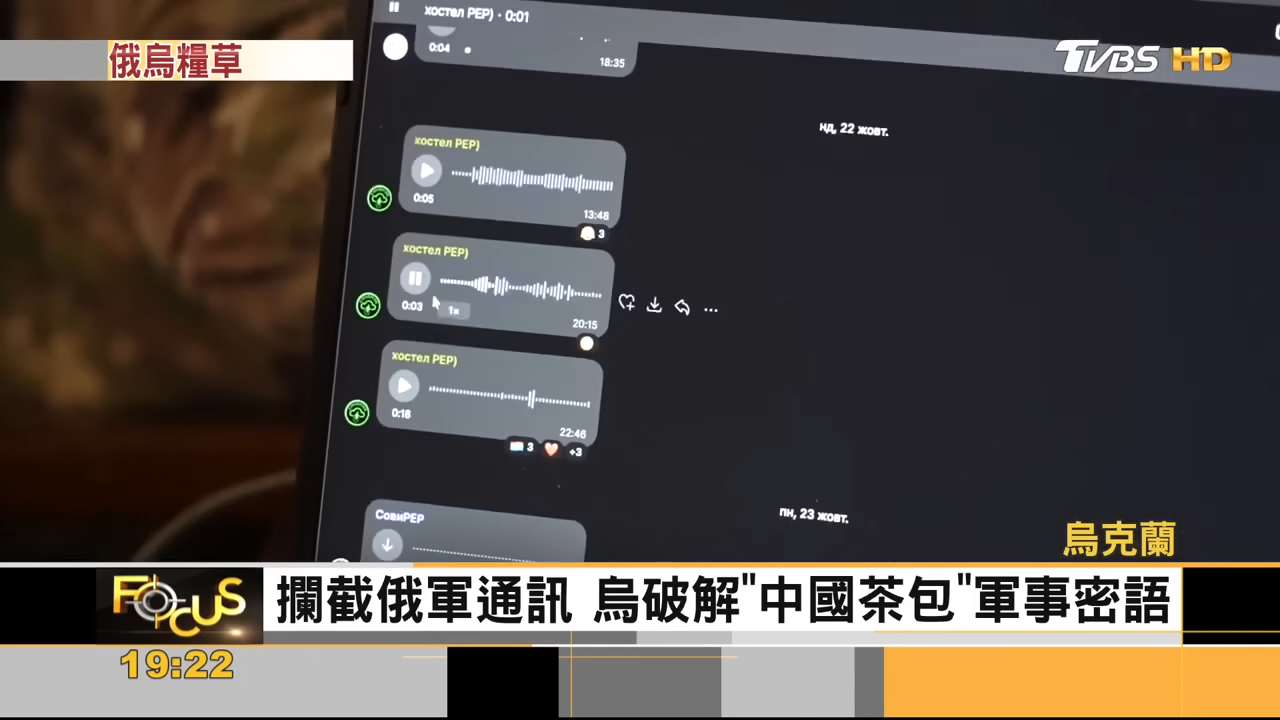 хостел РЕР) · 0:01
俄烏糧草
TVBS HD
0:04
18:35
нд, 22 жовт.
хостел РЕР)
0:05
13:48
3
хостел РЕР)
0:03
1x
20:15
хостел РЕР)
0:18
22:46
3 +3
пн, 23 жовт.
СовиРЕР
烏克蘭
FOCUS
攔截俄軍通訊 烏破解"中國茶包"軍事密語
19:22